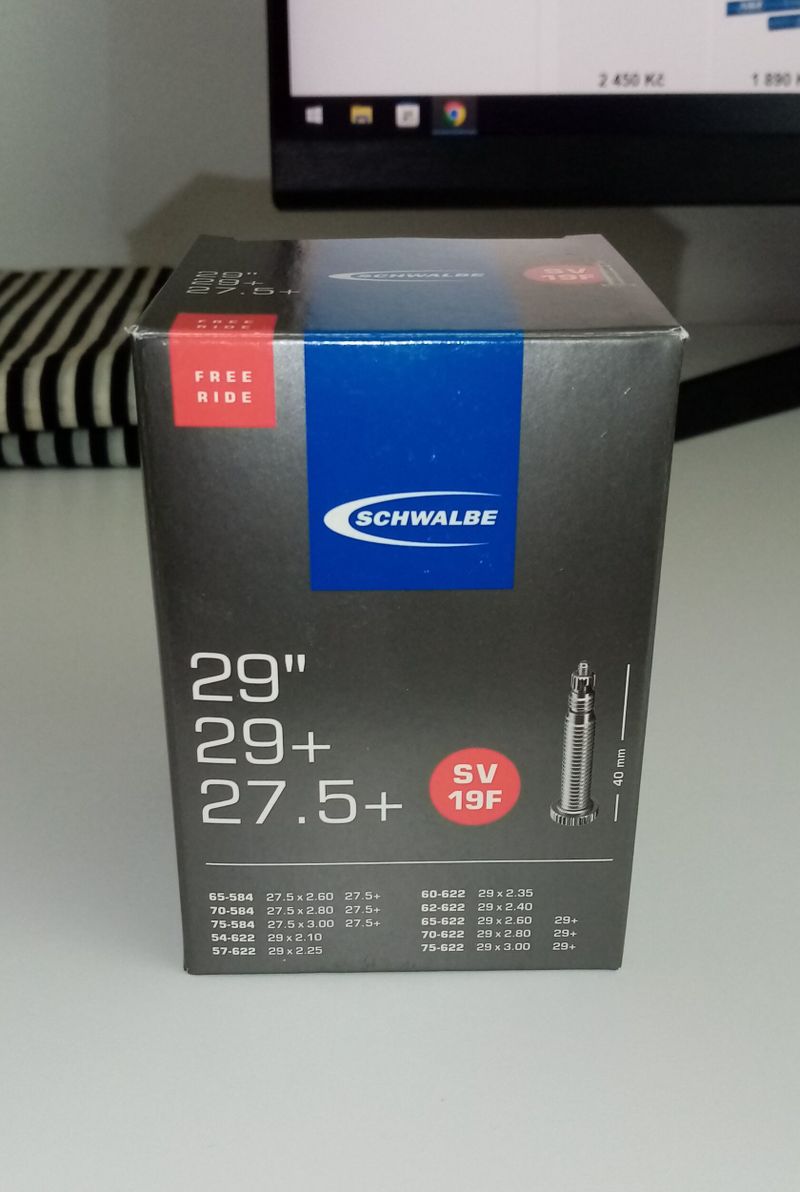 2 450 Kč
1 890
SCHWALBE
SV
19F
FREE
RIDE
FREE
RIDE
SCHWALBE
29"
29+
27.5+
SV
19F
40 mm
65-584 27.5 x 2.60 27.5+
70-584 27.5 x 2.80 27.5+
75-584 27.5 x 3.00 27.5+
54-622 29 x 2.10
57-622 29 x 2.25
60-622 29 x 2.35
62-622 29 x 2.40
65-622 29 x 2.60 29+
70-622 29 x 2.80 29+
75-622 29 x 3.00 29+